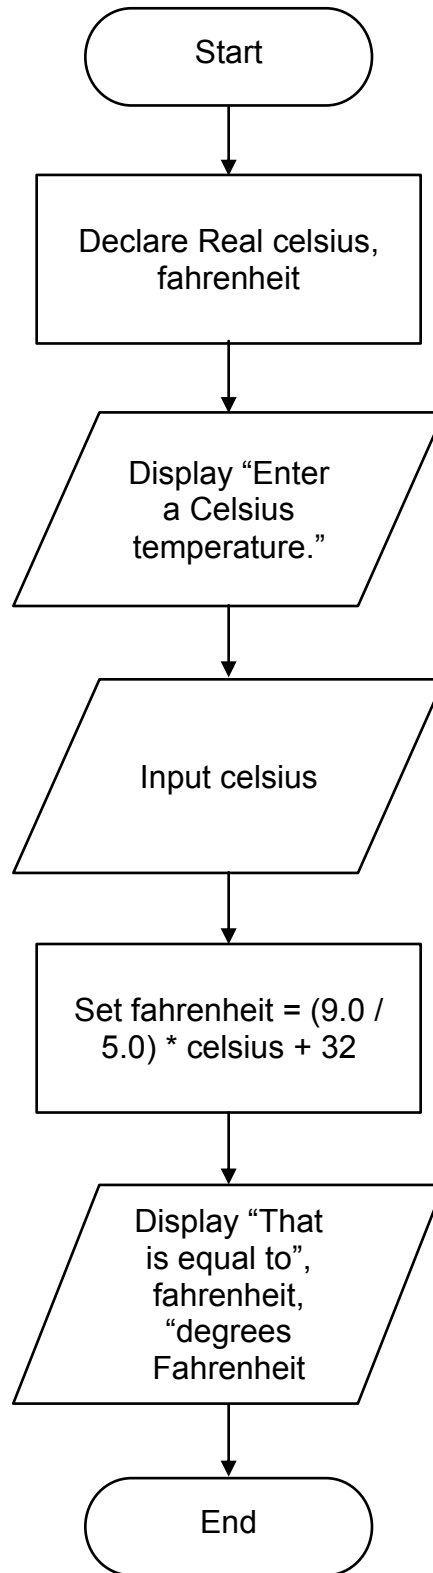 Start
Declare Real celsius,
fahrenheit
Display “Enter
a Celsius
temperature.”
Input celsius
Set fahrenheit = (9.0 /
5.0) * celsius + 32
Display “That
is equal to”,
fahrenheit,
“degrees
Fahrenheit
End